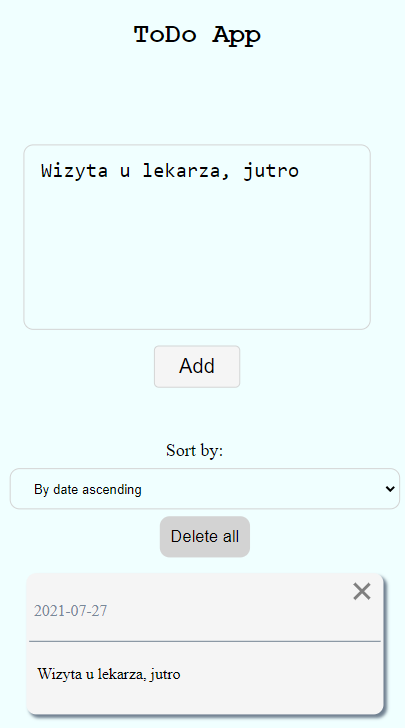 ToDo App
Wizyta u lekarza, jutro
Add
Sort by:
By date ascending
Delete all
2021-07-27
Wizyta u lekarza, jutro